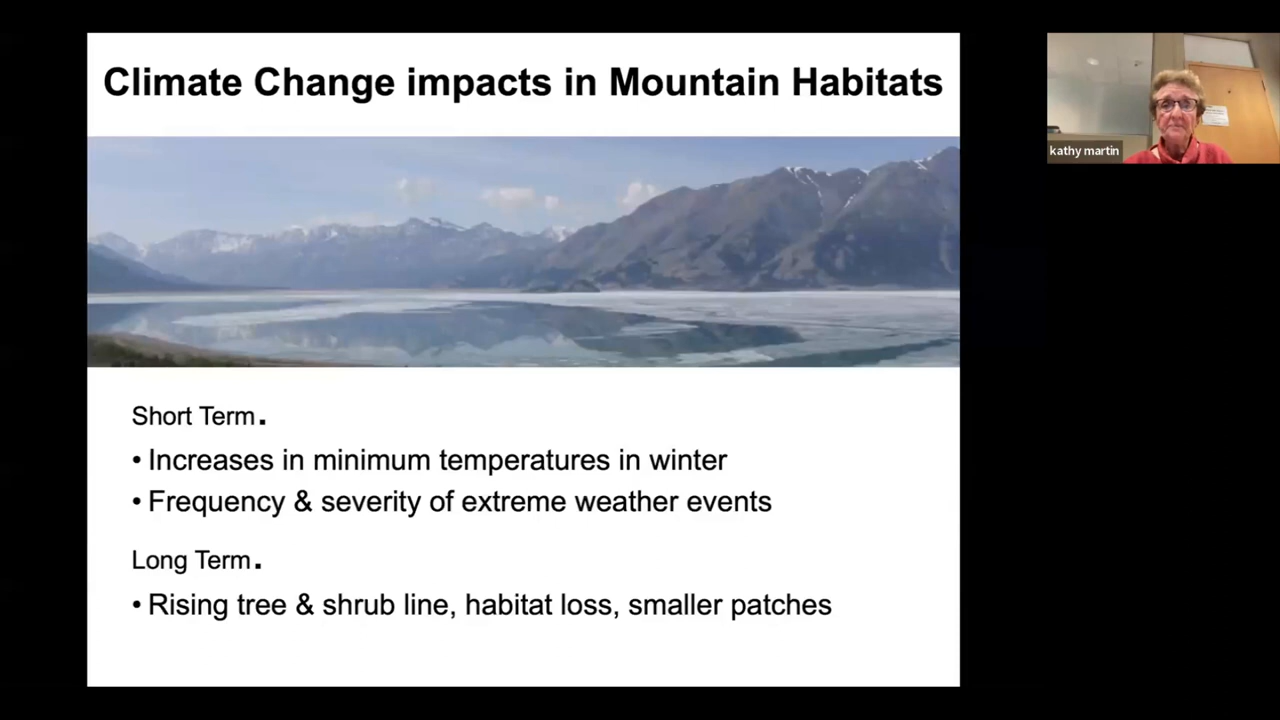 Climate Change impacts in Mountain Habitats
kathy martin
Short Term.
• Increases in minimum temperatures in winter
• Frequency & severity of extreme weather events
Long Term.
• Rising tree & shrub line, habitat loss, smaller patches